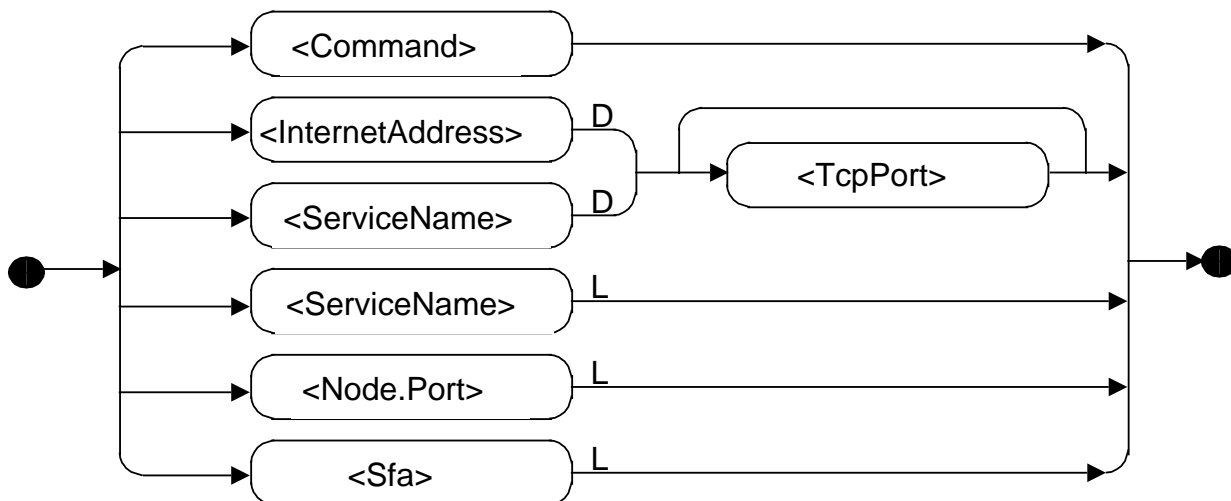 <Command>
<InternetAddress> D
<TcpPort>
<ServiceName> D
<ServiceName> L
<Node.Port> L
<Sfa> L